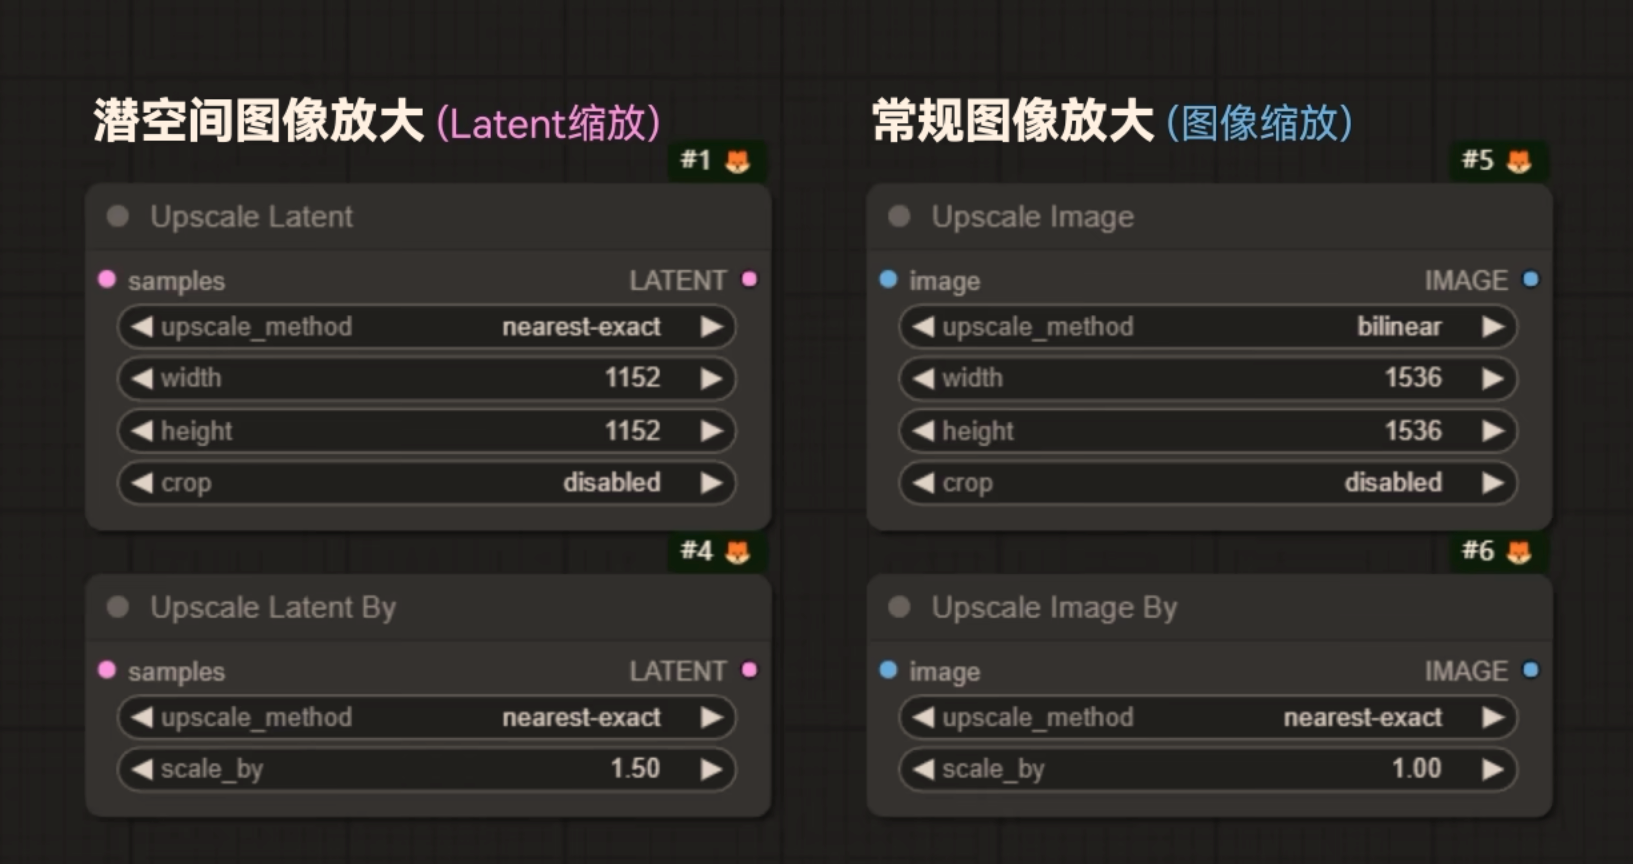 潜空间图像放大 (Latent缩放)
#1
Upscale Latent
samples LATENT
upscale_method nearest-exact
width 1152
height 1152
crop disabled
#4
Upscale Latent By
samples LATENT
upscale_method nearest-exact
scale_by 1.50
常规图像放大 (图像缩放)
#5
Upscale Image
image IMAGE
upscale_method bilinear
width 1536
height 1536
crop disabled
#6
Upscale Image By
image IMAGE
upscale_method nearest-exact
scale_by 1.00